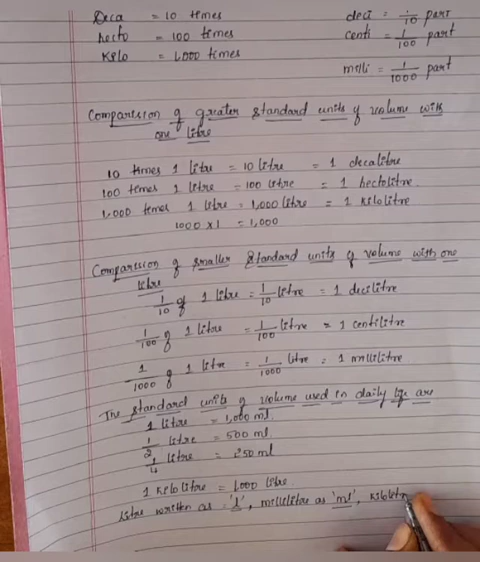 Deca = 10 times deci = 1/10 part
hecto = 100 times centi = 1/100 part
Kilo = 1,000 times
milli = 1/1000 part
Comparision of greater standard units of volume with
one litre
10 times 1 litre = 10 litre = 1 decalitre
100 times 1 litre = 100 litre = 1 hectolitre.
1,000 times 1 litre = 1,000 litre = 1 Kilolitre
1000 x 1 = 1,000
Comparision of smaller standard units of volume with one
litre
1/10 of 1 litre = 1/10 litre = 1 decilitre
1/100 of 1 litre = 1/100 litre = 1 centilitre
1/1000 of 1 litre = 1/1000 litre = 1 millilitre
The standard units of volume used in daily life are
1 litre = 1,000 ml.
1/2 litre = 500 ml
1/4 litre = 250 ml
1 Kilolitre = 1,000 litre
Litre written as 'l', millilitre as 'ml', kilolitr